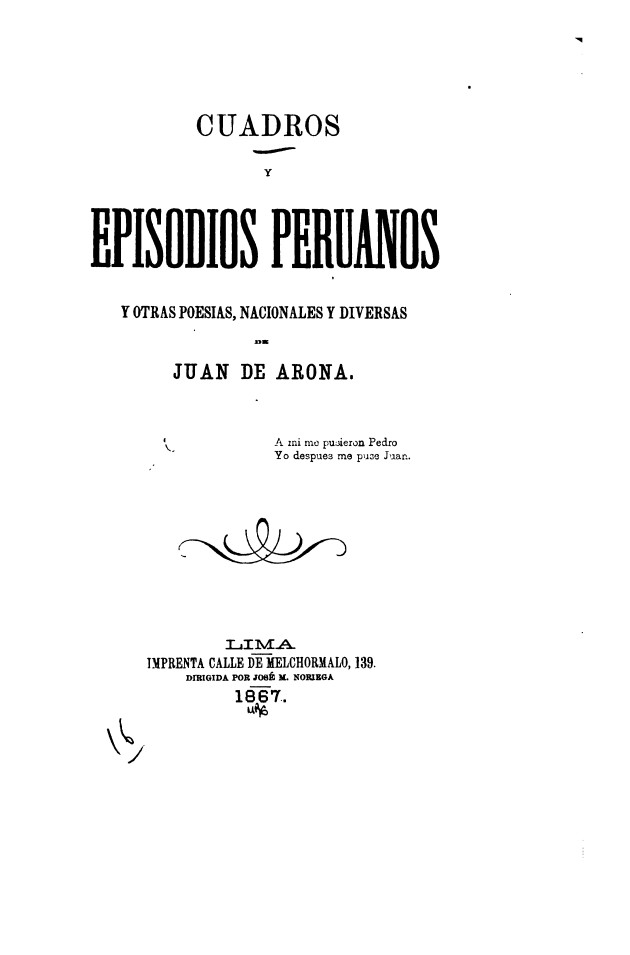 CUADROS
Y
EPISODIOS PERUANOS
Y OTRAS POESIAS, NACIONALES Y DIVERSAS
DE
JUAN DE ARONA.
A mi me pusieron Pedro
Yo despues me puse Juan.
LIMA
IMPRENTA CALLE DE MELCHORMALO, 139.
DIRIGIDA POR JOSÉ M. NORIEGA
1867.
16